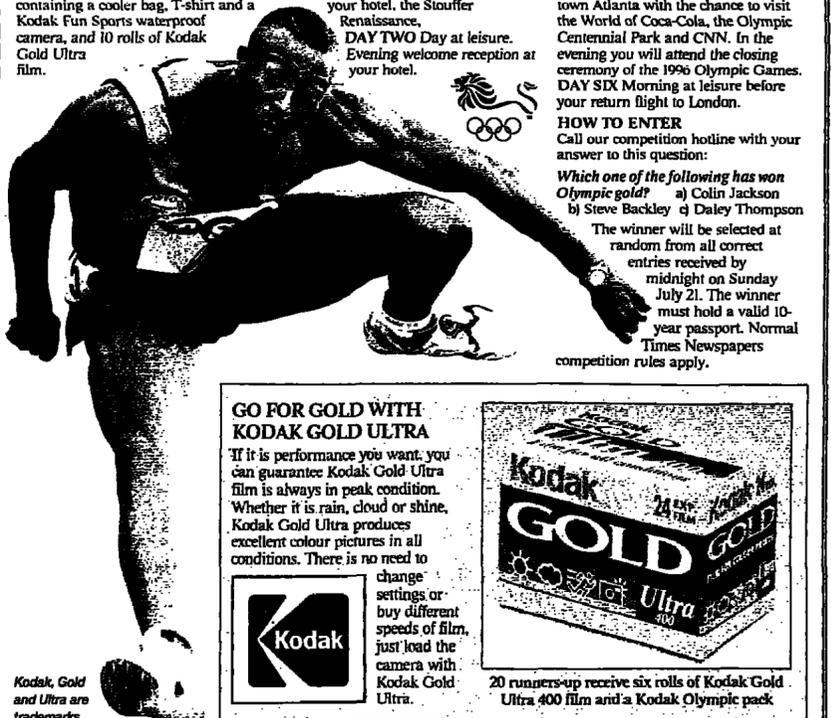 containing a cooler bag, T-shirt and a
Kodak Fun Sports waterproof
camera, and 10 rolls of Kodak
Gold Ultra
film.
your hotel, the Stouffer
Renaissance,
DAY TWO Day at leisure.
Evening welcome reception at
your hotel.
town Atlanta with the chance to visit
the World of Coca-Cola, the Olympic
Centennial Park and CNN. In the
evening you will attend the closing
ceremony of the 1996 Olympic Games.
DAY SIX Morning at leisure before
your return flight to London.
HOW TO ENTER
Call our competition hotline with your
answer to this question:
Which one of the following has won
Olympic gold? a) Colin Jackson
b) Steve Backley c) Daley Thompson
The winner will be selected at
random from all correct
entries received by
midnight on Sunday
July 21. The winner
must hold a valid 10-
year passport. Normal
Times Newspapers
competition rules apply.
GO FOR GOLD WITH
KODAK GOLD ULTRA
If it is performance you want, you
can guarantee Kodak Gold Ultra
film is always in peak condition.
Whether it is rain, cloud or shine,
Kodak Gold Ultra produces
excellent colour pictures in all
conditions. There is no need to
change
settings or
buy different
speeds of film,
just load the
camera with
Kodak Gold
Ultra.
Kodak
Kodak, Gold
and Ultra are
trademarks
GOLD
Kodak
24 EXP
FILM
GOLD
Ultra
400
Kodak
GOLD
20 runners-up receive six rolls of Kodak Gold
Ultra 400 film and a Kodak Olympic pack